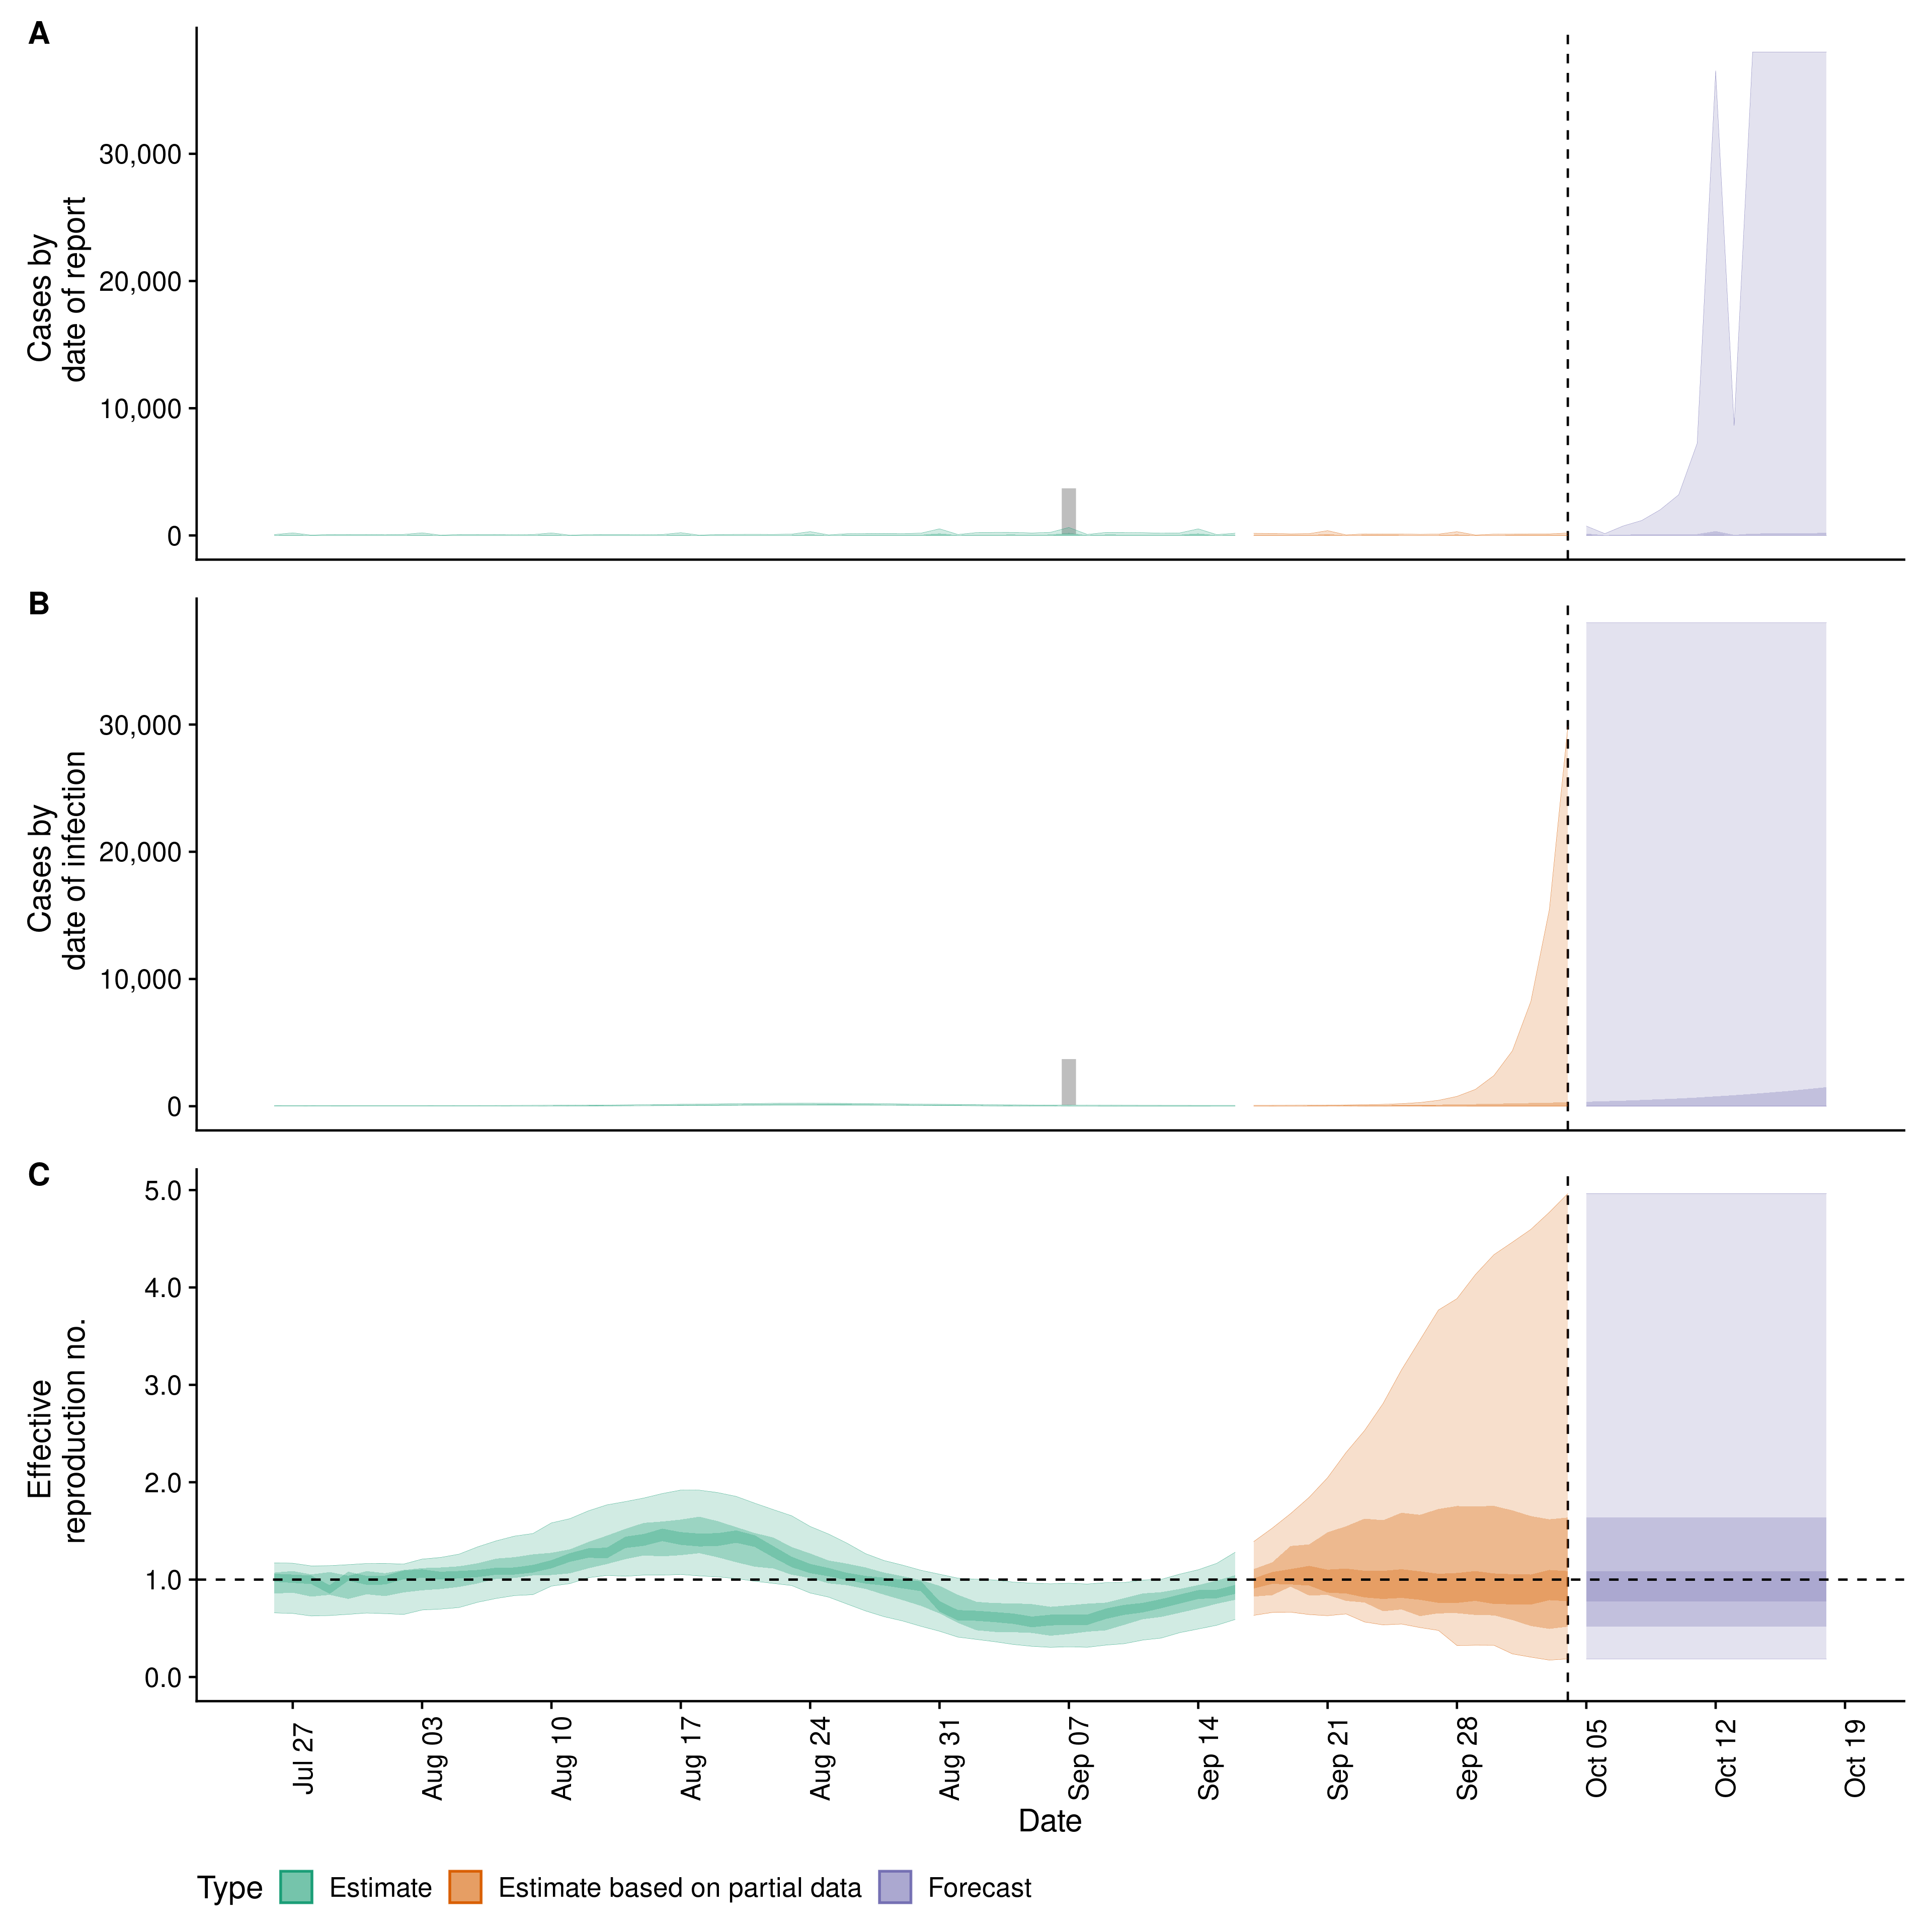 A
Cases by
date of report
30,000
20,000
10,000
0
B
Cases by
date of infection
30,000
20,000
10,000
0
C
Effective
reproduction no.
5.0
4.0
3.0
2.0
1.0
0.0
Jul 27
Aug 03
Aug 10
Aug 17
Aug 24
Aug 31
Sep 07
Sep 14
Sep 21
Sep 28
Oct 05
Oct 12
Oct 19
Date
Type Estimate Estimate based on partial data Forecast